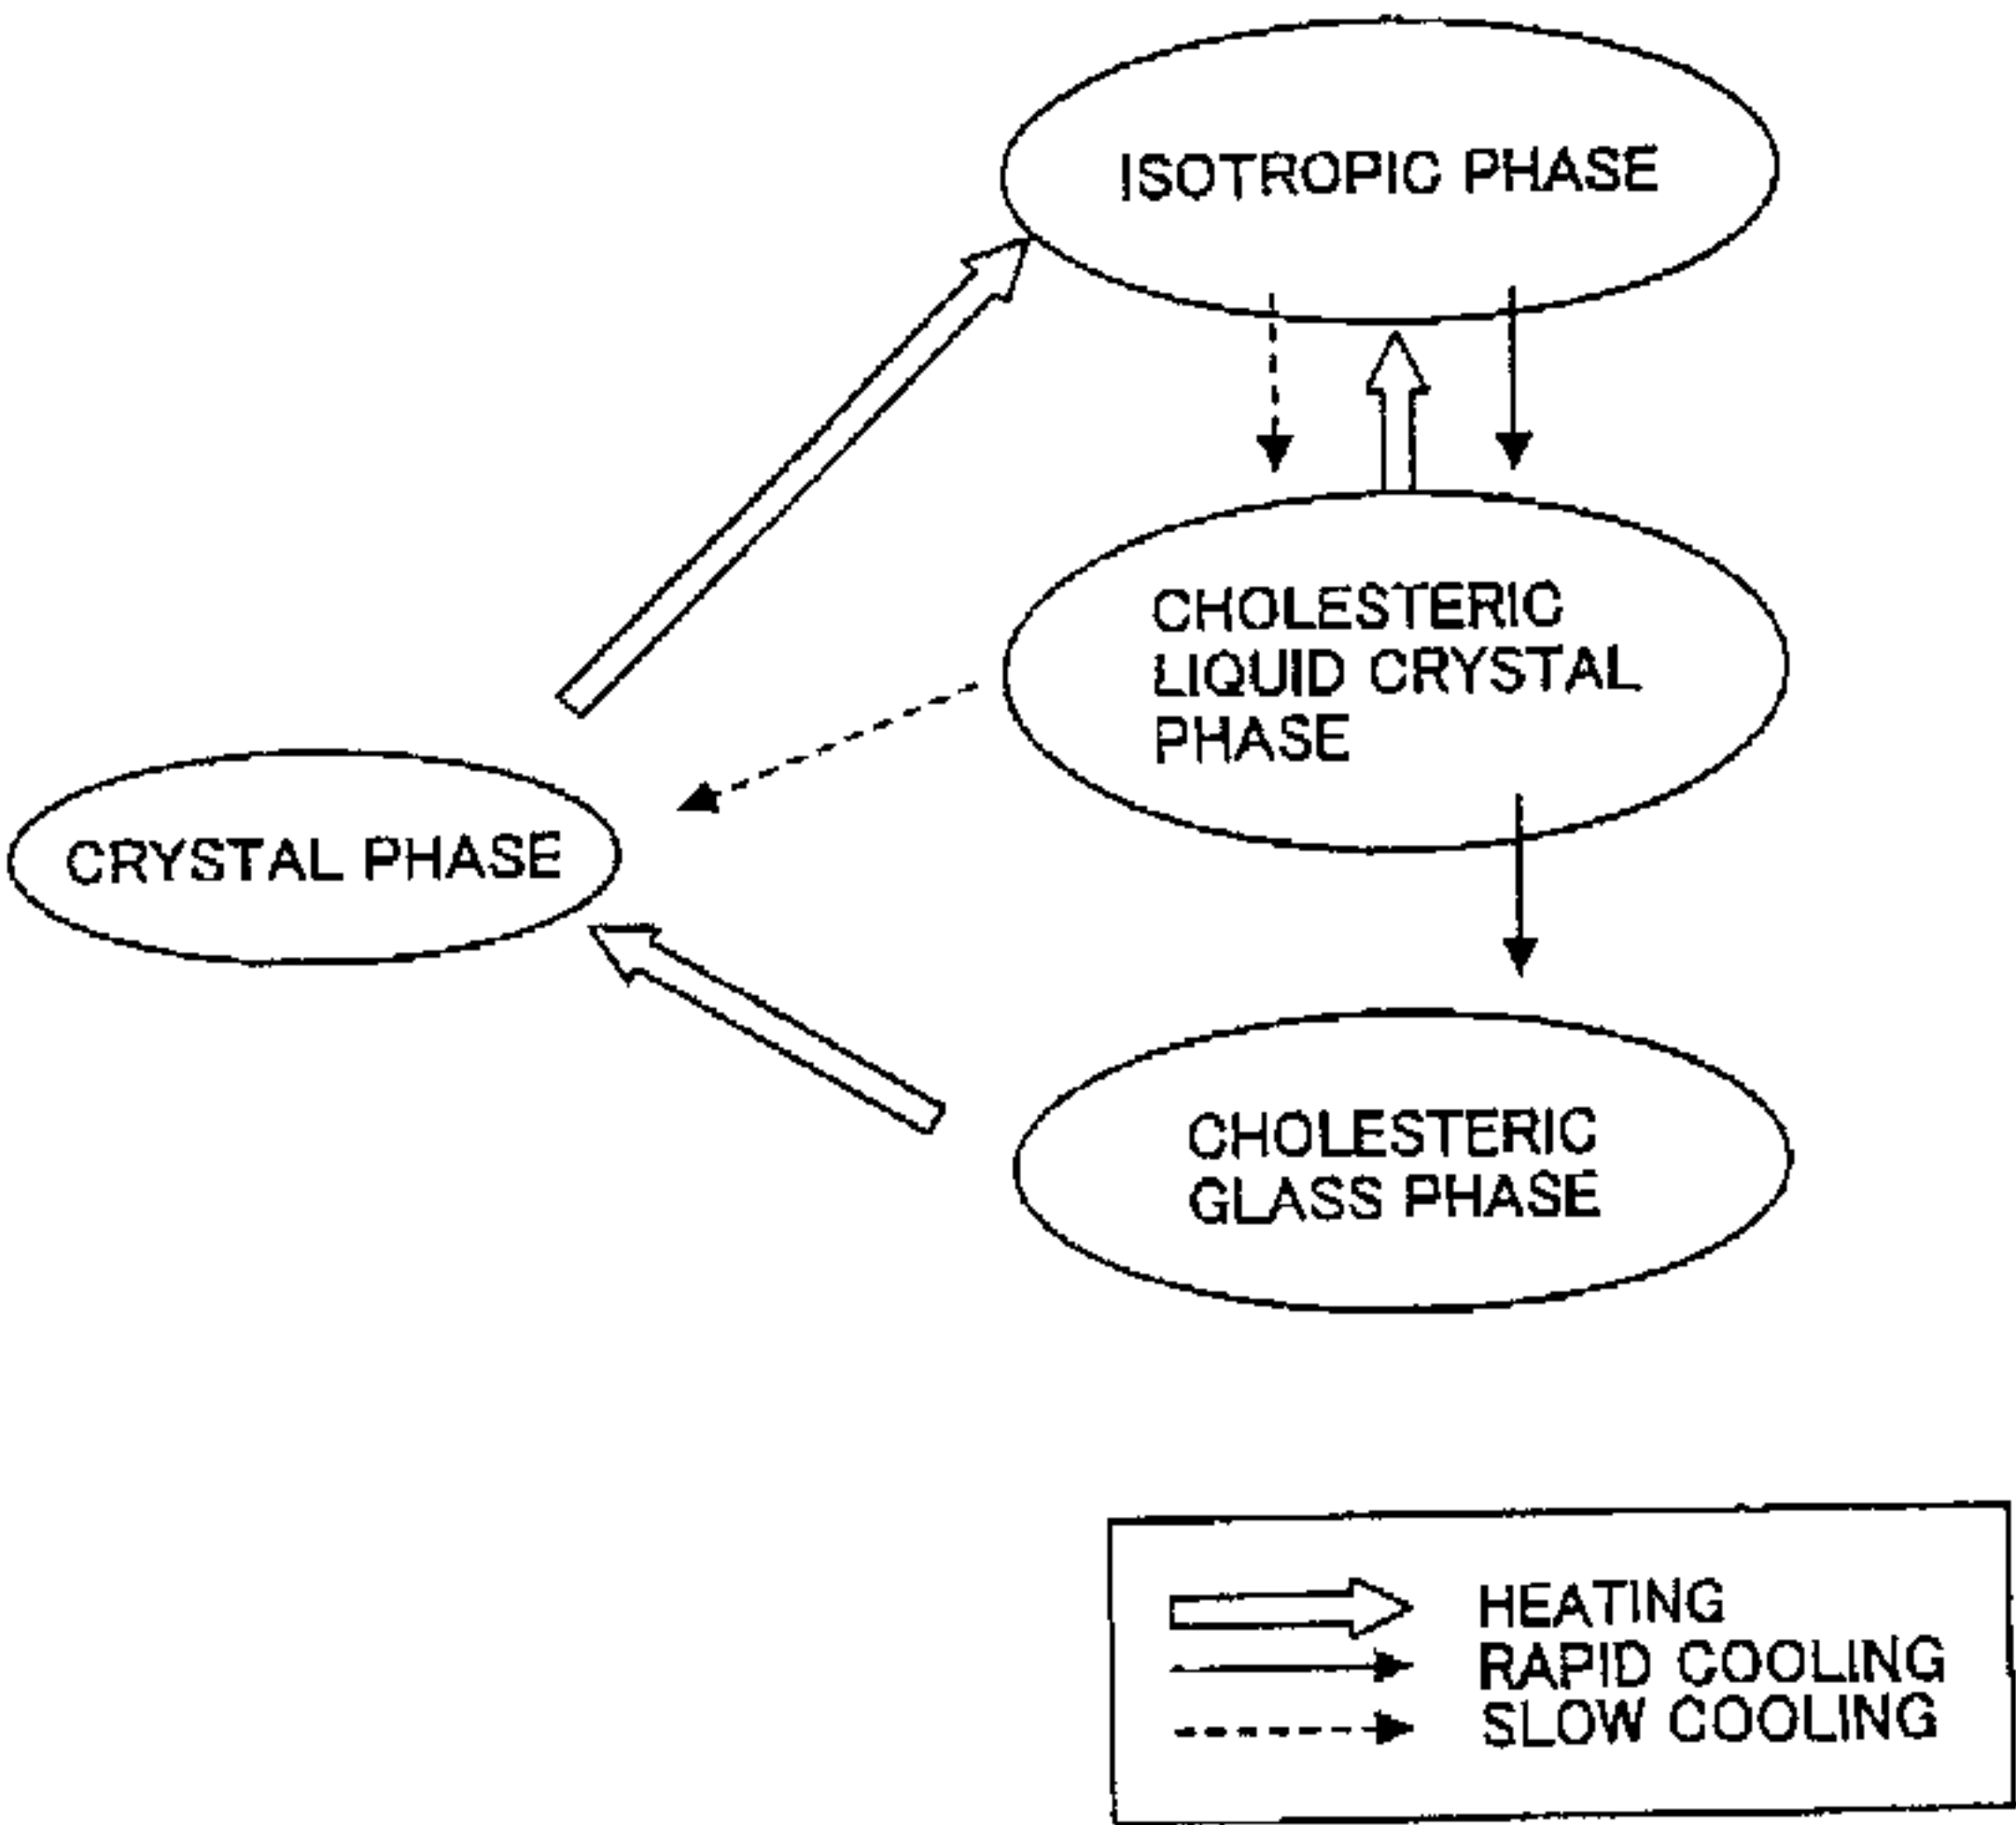 ISOTROPIC PHASE
CHOLESTERIC
LIQUID CRYSTAL
PHASE
CRYSTAL PHASE
CHOLESTERIC
GLASS PHASE
HEATING
RAPID COOLING
SLOW COOLING